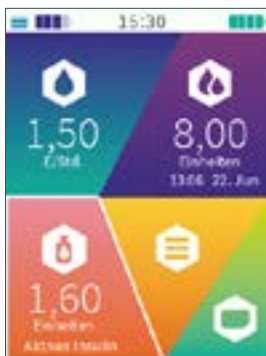 15:30
1,50
E/Std.
8,00
Einheiten
13:06 22. Jun
1,60
Einheiten
Aktives Insulin